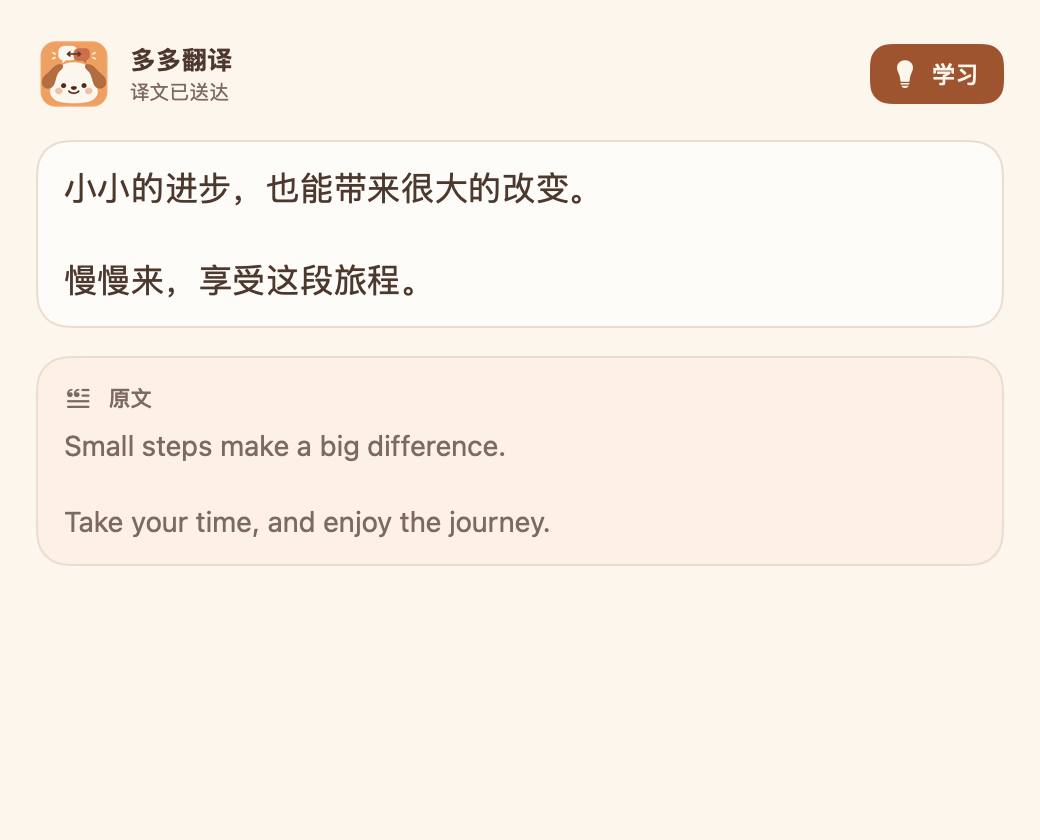 多多翻译
译文已送达
学习
小小的进步，也能带来很大的改变。
慢慢来，享受这段旅程。
原文
Small steps make a big difference.
Take your time, and enjoy the journey.